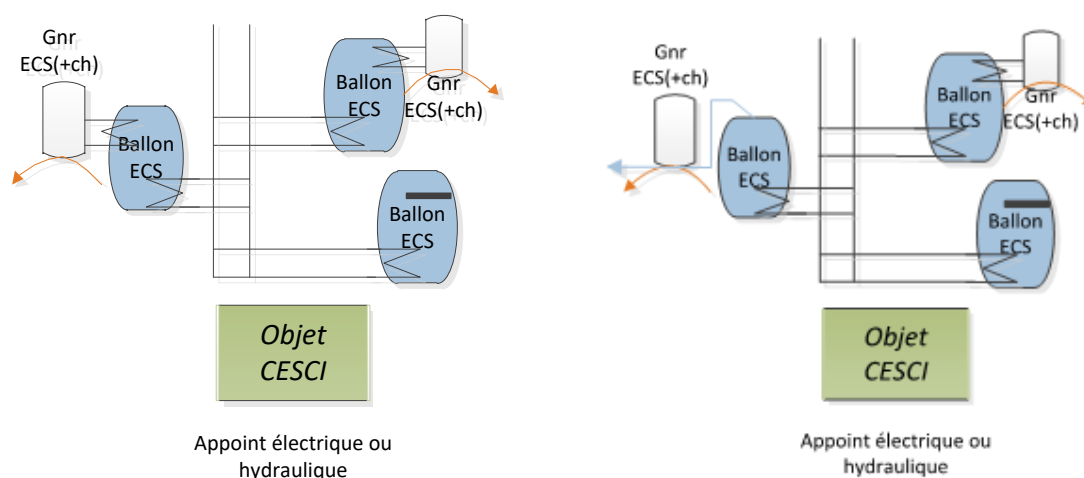 Gnr
ECS(+ch)
Ballon
ECS
Ballon
ECS
Gnr
ECS(+ch)
Ballon
ECS
Objet
CESCI
Appoint électrique ou
hydraulique
Gnr
ECS(+ch)
Ballon
ECS
Ballon
ECS
Gnr
ECS(+ch)
Ballon
ECS
Objet
CESCI
Appoint électrique ou
hydraulique